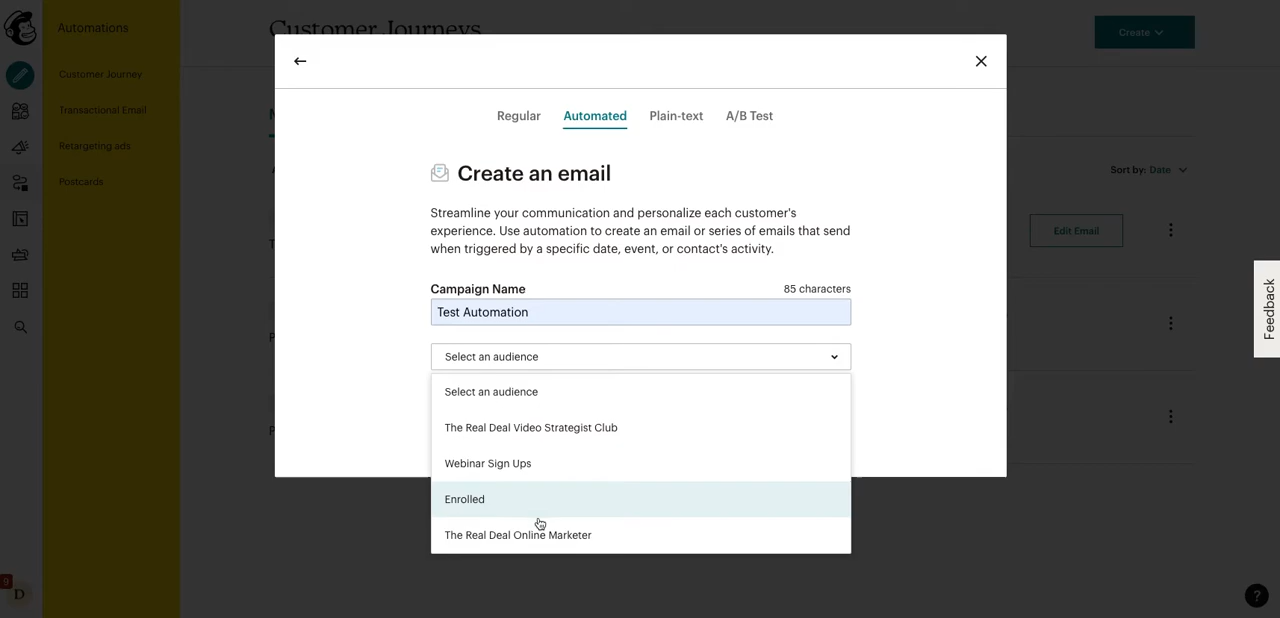 Automations
Customer Journeys
Create
Customer Journey
Transactional Email
Retargeting ads
Postcards
Regular
Automated
Plain-text
A/B Test
Create an email
Sort by: Date
Streamline your communication and personalize each customer's
experience. Use automation to create an email or series of emails that send
when triggered by a specific date, event, or contact's activity.
Edit Email
Campaign Name
85 characters
Test Automation
Feedback
Select an audience
Select an audience
The Real Deal Video Strategist Club
Webinar Sign Ups
Enrolled
The Real Deal Online Marketer
9
D
?